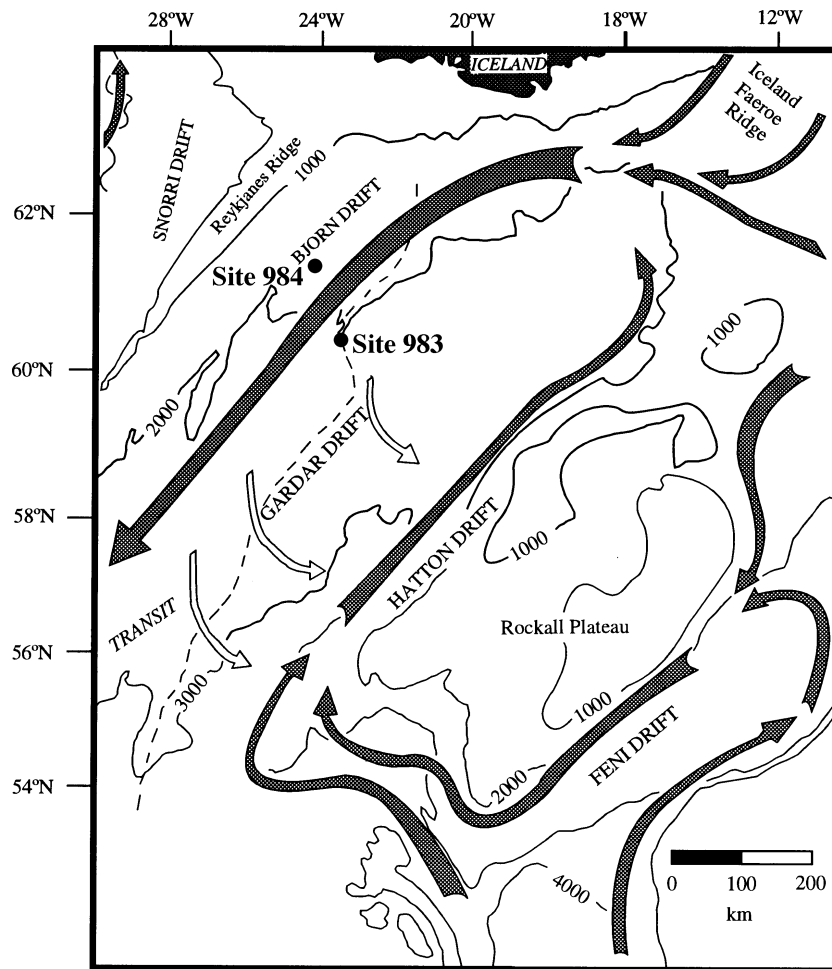 28ºW
24ºW
20ºW
18ºW
12ºW
ICELAND
Iceland
Faeroe
Ridge
SNORRI DRIFT
Reykjanes Ridge
1000
62ºN
BJORN DRIFT
Site 984
1000
60ºN
Site 983
2000
GARDAR DRIFT
58ºN
HATTON DRIFT
1000
TRANSIT
Rockall Plateau
56ºN
3000
1000
FENI DRIFT
2000
54ºN
4000
0
100
200
km